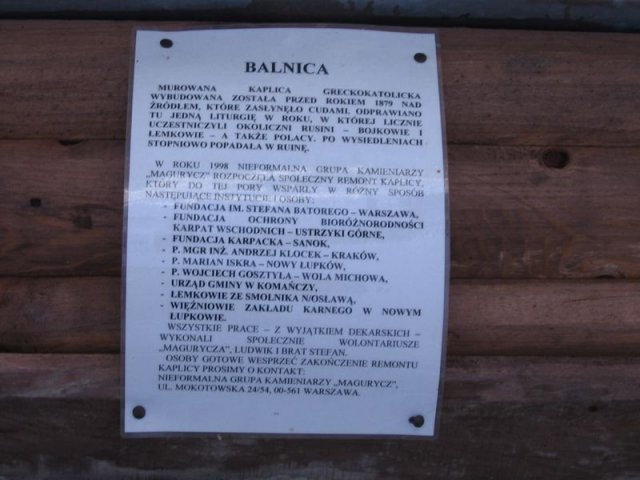 BALNICA
MUROWANA KAPLICA GRECKOKATOLICKA
WYBUDOWANA ZOSTAŁA PRZED ROKIEM 1879 NAD
ŹRÓDŁEM, KTÓRE ZASŁYNĘŁO CUDAMI. ODPRAWIANO
TU JEDNĄ LITURGIĘ W ROKU, W KTÓREJ LICZNIE
UCZESTNICZYLI OKOLICZNI RUSINI – BOJKOWIE I
ŁEMKOWIE – A TAKŻE POLACY. PO WYSIEDLENIACH
STOPNIOWO POPADAŁA W RUINĘ.
W ROKU 1998 NIEFORMALNA GRUPA KAMIENIARZY
„MAGURYCZ” ROZPOCZĘŁA SPOŁECZNY REMONT KAPLICY,
KTÓRY DO TEJ PORY WSPARŁY W RÓŻNY SPOSÓB
NASTĘPUJĄCE INSTYTUCJE I OSOBY:
- FUNDACJA IM. STEFANA BATOREGO – WARSZAWA,
- FUNDACJA OCHRONY BIORÓŻNORODNOŚCI
KARPAT WSCHODNICH – USTRZYKI GÓRNE,
- FUNDACJA KARPACKA – SANOK,
- P. MGR INŻ. ANDRZEJ KŁOCEK – KRAKÓW,
- P. MARIAN ISKRA – NOWY ŁUPKÓW,
- P. WOJCIECH GOSZTYŁA – WOLA MICHOWA,
- URZĄD GMINY W KOMAŃCZY,
- ŁEMKOWIE ZE SMOLNIKA N/OSŁAWĄ,
- WIĘŹNIOWIE ZAKŁADU KARNEGO W NOWYM
ŁUPKOWIE.
WSZYSTKIE PRACE – Z WYJĄTKIEM DEKARSKICH –
WYKONALI SPOŁECZNIE WOLONTARIUSZE
„MAGURYCZA”, LUDWIK I BRAT STEFAN.
OSOBY GOTOWE WESPRZEĆ ZAKOŃCZENIE REMONTU
KAPLICY PROSIMY O KONTAKT:
NIEFORMALNA GRUPA KAMIENIARZY „MAGURYCZ”,
UL. MOKOTOWSKA 24/54, 00-561 WARSZAWA.